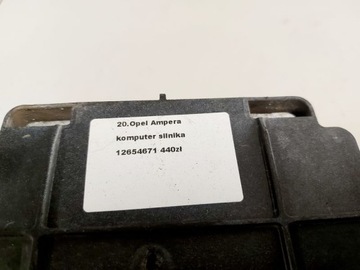 20.Opel Ampera
komputer silnika
12654671 440zł